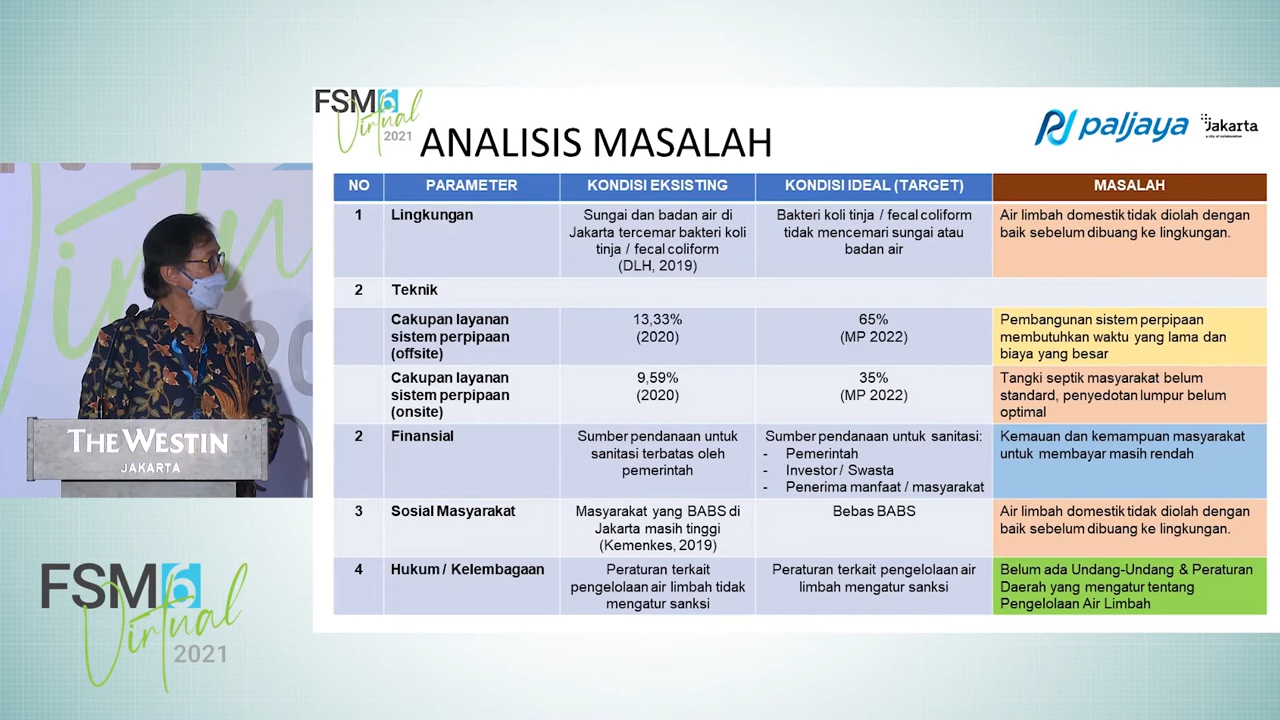 FSM6
Virtual
2021
ANALISIS MASALAH
paljaya
Jakarta
a city of collaboration
NO PARAMETER KONDISI EKSISTING KONDISI IDEAL (TARGET) MASALAH
1 Lingkungan
Sungai dan badan air di
Jakarta tercemar bakteri koli
tinja / fecal coliform
(DLH, 2019)
Bakteri koli tinja / fecal coliform
tidak mencemari sungai atau
badan air
Air limbah domestik tidak diolah dengan
baik sebelum dibuang ke lingkungan.
2 Teknik
Cakupan layanan
sistem perpipaan
(offsite)
13,33%
(2020)
65%
(MP 2022)
Pembangunan sistem perpipaan
membutuhkan waktu yang lama dan
biaya yang besar
Cakupan layanan
sistem perpipaan
(onsite)
9,59%
(2020)
35%
(MP 2022)
Tangki septik masyarakat belum
standard, penyedotan lumpur belum
optimal
2 Finansial
Sumber pendanaan untuk
sanitasi terbatas oleh
pemerintah
Sumber pendanaan untuk sanitasi:
- Pemerintah
- Investor / Swasta
- Penerima manfaat / masyarakat
Kemauan dan kemampuan masyarakat
untuk membayar masih rendah
3 Sosial Masyarakat
Masyarakat yang BABS di
Jakarta masih tinggi
(Kemenkes, 2019)
Bebas BABS
Air limbah domestik tidak diolah dengan
baik sebelum dibuang ke lingkungan.
4 Hukum / Kelembagaan
Peraturan terkait
pengelolaan air limbah tidak
mengatur sanksi
Peraturan terkait pengelolaan air
limbah mengatur sanksi
Belum ada Undang-Undang & Peraturan
Daerah yang mengatur tentang
Pengelolaan Air Limbah
THE WESTIN
JAKARTA
FSM6
Virtual
2021